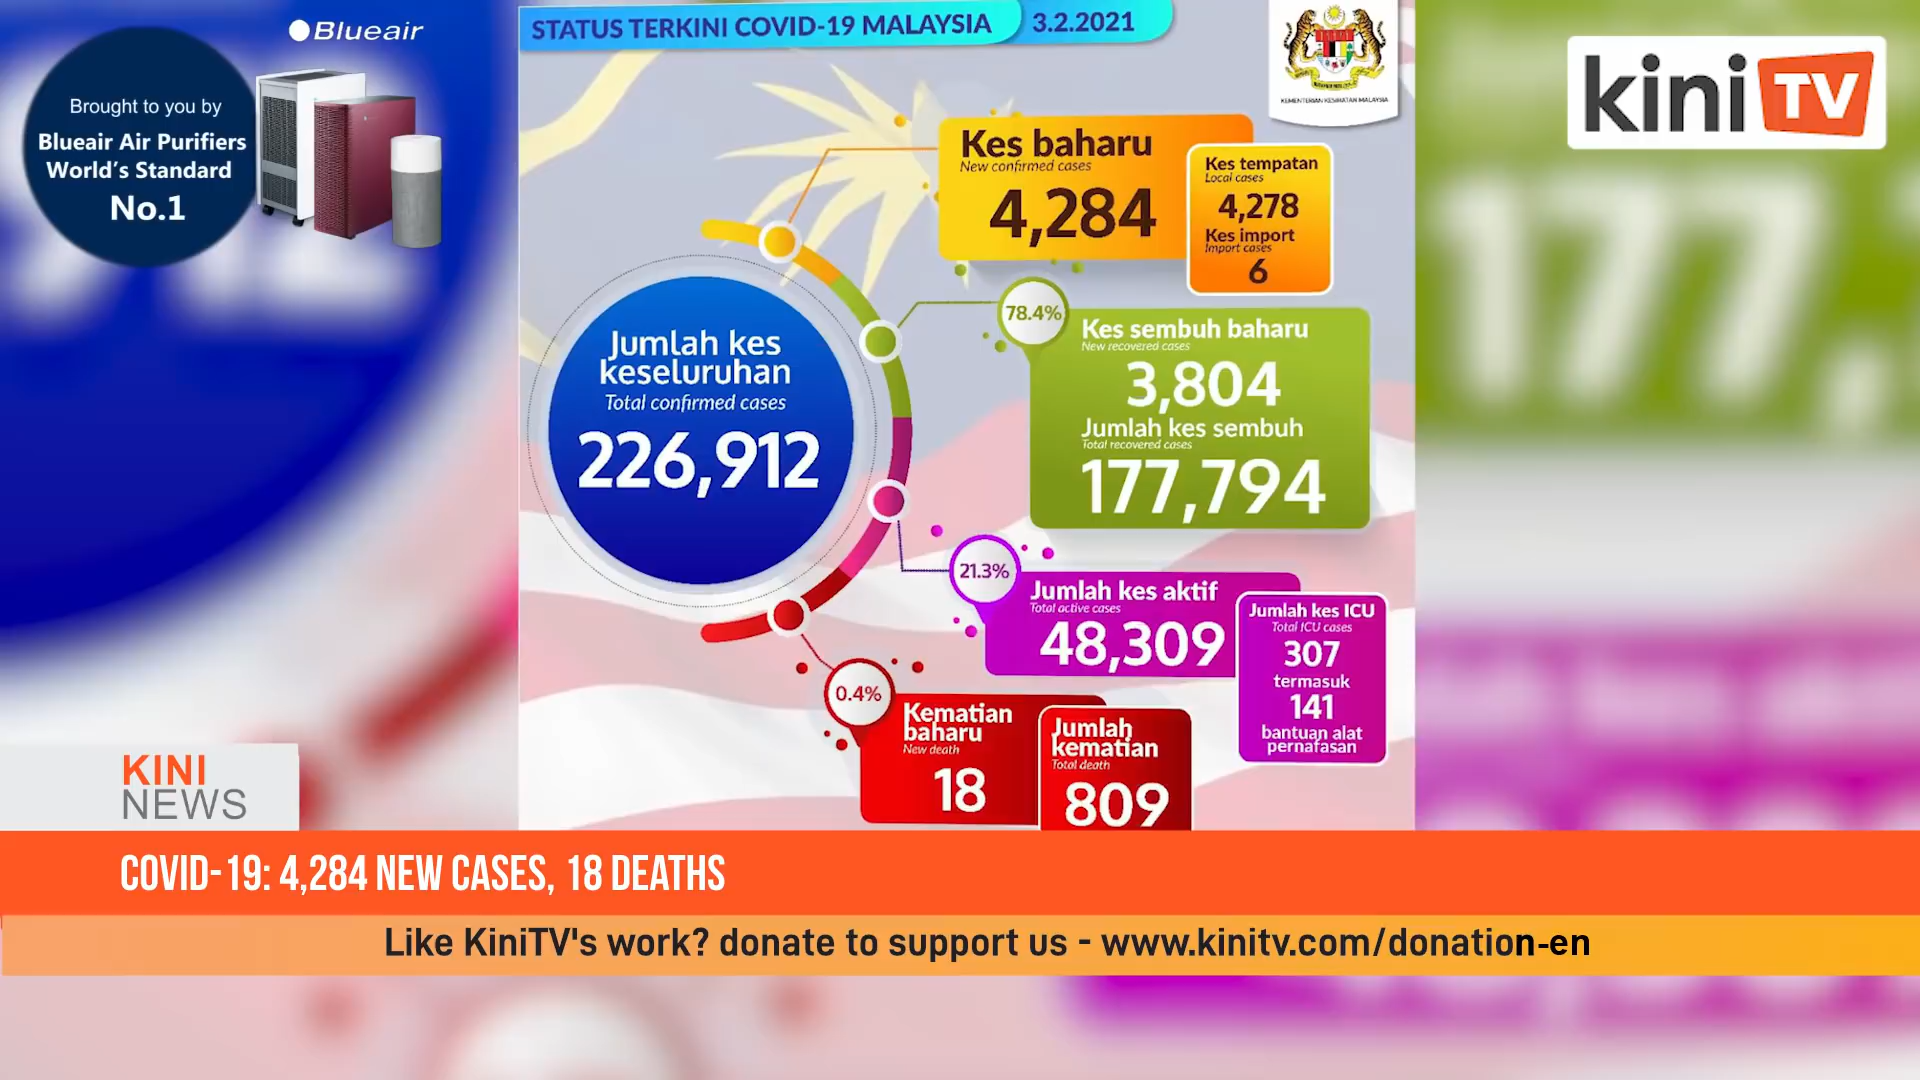 Blueair
Brought to you by
Blueair Air Purifiers
World's Standard
No.1
STATUS TERKINI COVID-19 MALAYSIA
3.2.2021
KEMENTERIAN KESIHATAN MALAYSIA
kini TV
Kes baharu
New confirmed cases
4,284
Kes tempatan
Local cases
4,278
Kes import
Import cases
6
Jumlah kes
keseluruhan
Total confirmed cases
226,912
78.4%
Kes sembuh baharu
New recovered cases
3,804
Jumlah kes sembuh
Total recovered cases
177,794
21.3%
Jumlah kes aktif
Total active cases
48,309
Jumlah kes ICU
Total ICU cases
307
termasuk
141
bantuan alat
pernafasan
0.4%
Kematian
baharu
New death
18
Jumlah
kematian
Total death
809
KINI
NEWS
COVID-19: 4,284 NEW CASES, 18 DEATHS
Like KiniTV's work? donate to support us - www.kinitv.com/donation-en